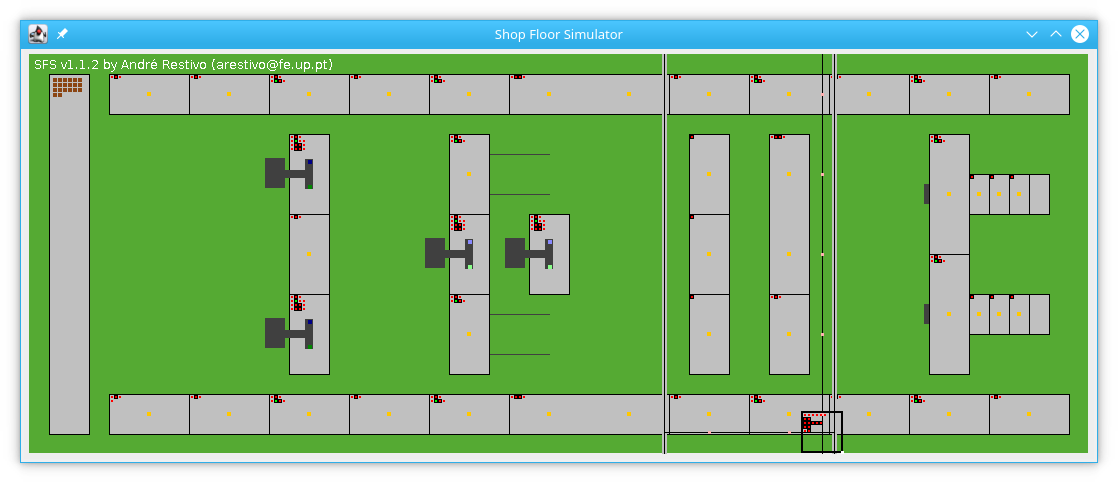 Shop Floor Simulator
SFS v1.1.2 by André Restivo (arestivo@fe.up.pt)